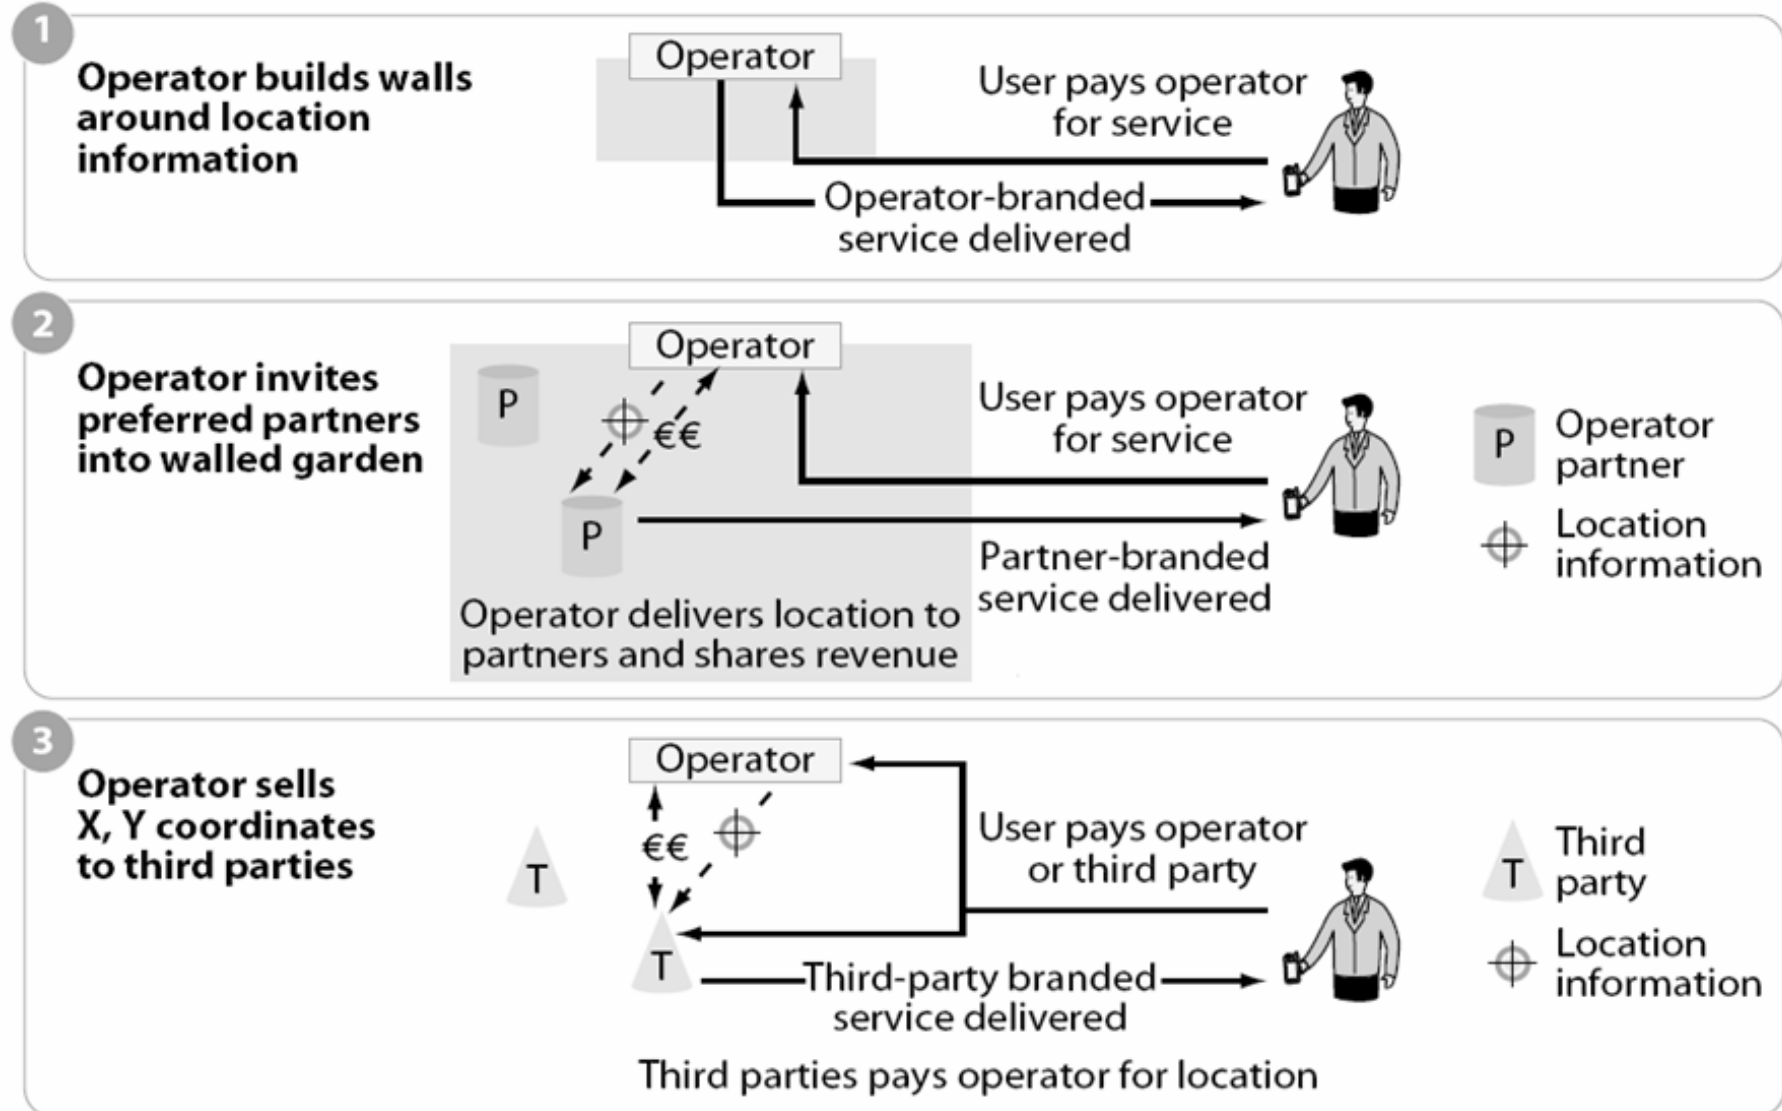 1
Operator builds walls
around location
information
Operator
User pays operator
for service
Operator-branded
service delivered
2
Operator invites
preferred partners
into walled garden
Operator
P
€€
P
Operator delivers location to
partners and shares revenue
User pays operator
for service
Partner-branded
service delivered
P
Operator
partner
Location
information
3
Operator sells
X, Y coordinates
to third parties
Operator
T
€€
T
User pays operator
or third party
Third-party branded
service delivered
Third parties pays operator for location
T
Third
party
Location
information